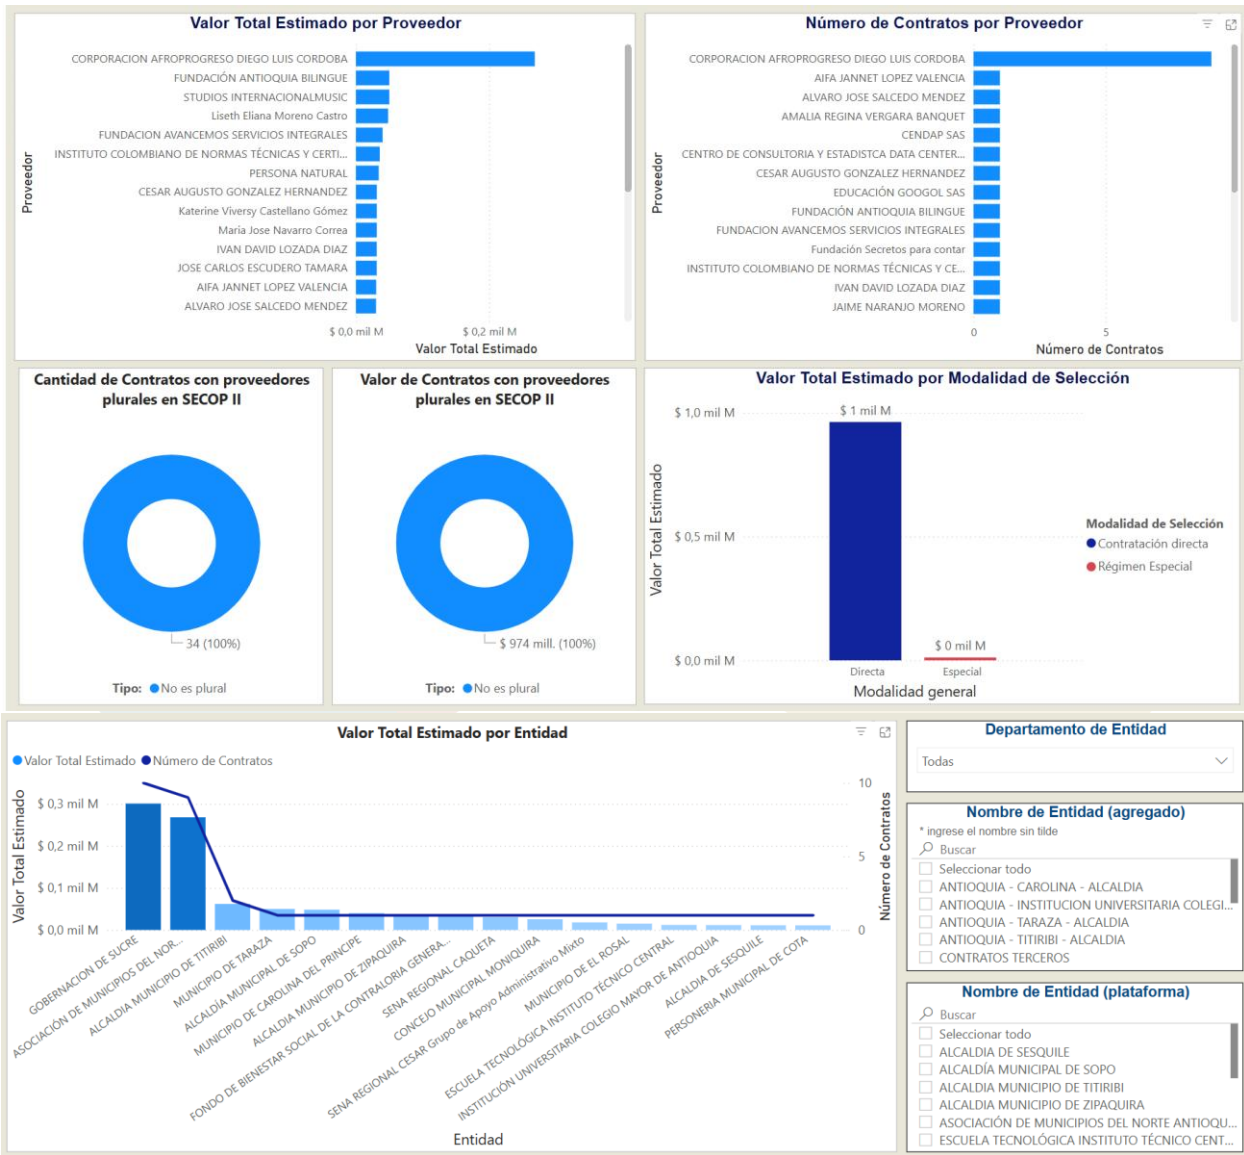 Valor Total Estimado por Proveedor
Proveedor
CORPORACION AFROPROGRESO DIEGO LUIS CORDOBA
FUNDACIÓN ANTIOQUIA BILINGUE
STUDIOS INTERNACIONALMUSIC
Liseth Eliana Moreno Castro
FUNDACION AVANCEMOS SERVICIOS INTEGRALES
INSTITUTO COLOMBIANO DE NORMAS TÉCNICAS Y CERTI...
PERSONA NATURAL
CESAR AUGUSTO GONZALEZ HERNANDEZ
Katerine Viversy Castellano Gómez
Maria Jose Navarro Correa
IVAN DAVID LOZADA DIAZ
JOSE CARLOS ESCUDERO TAMARA
AIFA JANNET LOPEZ VALENCIA
ALVARO JOSE SALCEDO MENDEZ
$ 0,0 mil M
$ 0,2 mil M
Valor Total Estimado
Número de Contratos por Proveedor
Proveedor
CORPORACION AFROPROGRESO DIEGO LUIS CORDOBA
AIFA JANNET LOPEZ VALENCIA
ALVARO JOSE SALCEDO MENDEZ
AMALIA REGINA VERGARA BANQUET
CENDAP SAS
CENTRO DE CONSULTORIA Y ESTADISTCA DATA CENTER...
CESAR AUGUSTO GONZALEZ HERNANDEZ
EDUCACIÓN GOOGOL SAS
FUNDACIÓN ANTIOQUIA BILINGUE
FUNDACION AVANCEMOS SERVICIOS INTEGRALES
Fundación Secretos para contar
INSTITUTO COLOMBIANO DE NORMAS TÉCNICAS Y CE...
IVAN DAVID LOZADA DIAZ
JAIME NARANJO MORENO
0
5
Número de Contratos
Cantidad de Contratos con proveedores
plurales en SECOP II
34 (100%)
Tipo: No es plural
Valor de Contratos con proveedores
plurales en SECOP II
$ 974 mill. (100%)
Tipo: No es plural
Valor Total Estimado por Modalidad de Selección
Valor Total Estimado
$ 1,0 mil M
$ 0,5 mil M
$ 0,0 mil M
$ 1 mil M
$ 0 mil M
Directa
Especial
Modalidad general
Modalidad de Selección
Contratación directa
Régimen Especial
Valor Total Estimado por Entidad
Valor Total Estimado Número de Contratos
Valor Total Estimado
$ 0,3 mil M
$ 0,2 mil M
$ 0,1 mil M
$ 0,0 mil M
10
5
0
Número de Contratos
GOBERNACION DE SUCRE
ASOCIACIÓN DE MUNICIPIOS DEL NOR...
ALCALDIA MUNICIPIO DE TITIRIBI
MUNICIPIO DE TARAZA
ALCALDÍA MUNICIPAL DE SOPO
MUNICIPIO DE CAROLINA DEL PRINCIPE
ALCALDIA MUNICIPIO DE ZIPAQUIRA
FONDO DE BIENESTAR SOCIAL DE LA CONTRALORIA GENERA...
SENA REGIONAL CAQUETA
CONCEJO MUNICIPAL MONIQUIRA
SENA REGIONAL CESAR Grupo de Apoyo Administrativo Mixto
MUNICIPIO DE EL ROSAL
ESCUELA TECNOLÓGICA INSTITUTO TÉCNICO CENTRAL
INSTITUCIÓN UNIVERSITARIA COLEGIO MAYOR DE ANTIOQUIA
ALCALDIA DE SESQUILE
PERSONERIA MUNICIPAL DE COTA
Entidad
Departamento de Entidad
Todas
Nombre de Entidad (agregado)
* ingrese el nombre sin tilde
Buscar
Seleccionar todo
ANTIOQUIA - CAROLINA - ALCALDIA
ANTIOQUIA - INSTITUCION UNIVERSITARIA COLEGI...
ANTIOQUIA - TARAZA - ALCALDIA
ANTIOQUIA - TITIRIBI - ALCALDIA
CONTRATOS TERCEROS
Nombre de Entidad (plataforma)
Buscar
Seleccionar todo
ALCALDIA DE SESQUILE
ALCALDÍA MUNICIPAL DE SOPO
ALCALDIA MUNICIPIO DE TITIRIBI
ALCALDIA MUNICIPIO DE ZIPAQUIRA
ASOCIACIÓN DE MUNICIPIOS DEL NORTE ANTIOQU...
ESCUELA TECNOLÓGICA INSTITUTO TÉCNICO CENT...